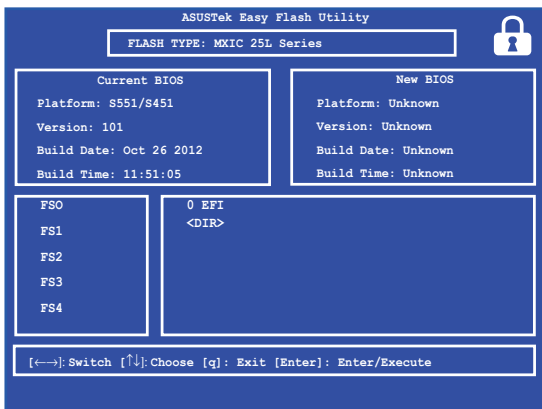 ASUSTek Easy Flash Utility
FLASH TYPE: MXIC 25L Series
Current BIOS
Platform: S551/S451
Version: 101
Build Date: Oct 26 2012
Build Time: 11:51:05
New BIOS
Platform: Unknown
Version: Unknown
Build Date: Unknown
Build Time: Unknown
FSO
FS1
FS2
FS3
FS4
0 EFI
<DIR>
[←→]: Switch [↑↓]: Choose [q]: Exit [Enter]: Enter/Execute